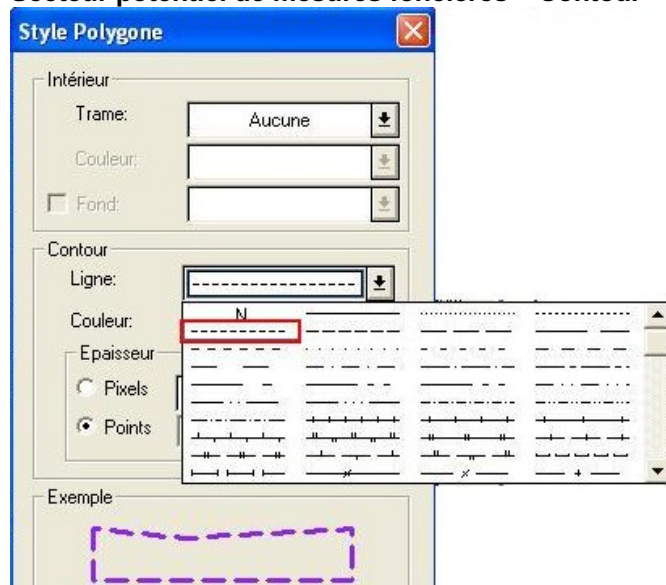 Secteur potentiel de mesures foncières – Contour
Style Polygone
Intérieur
Trame:
Aucune
Couleur:
Fond:
Contour
Ligne:
Couleur:
N
Epaisseur
Pixels
Points
Exemple